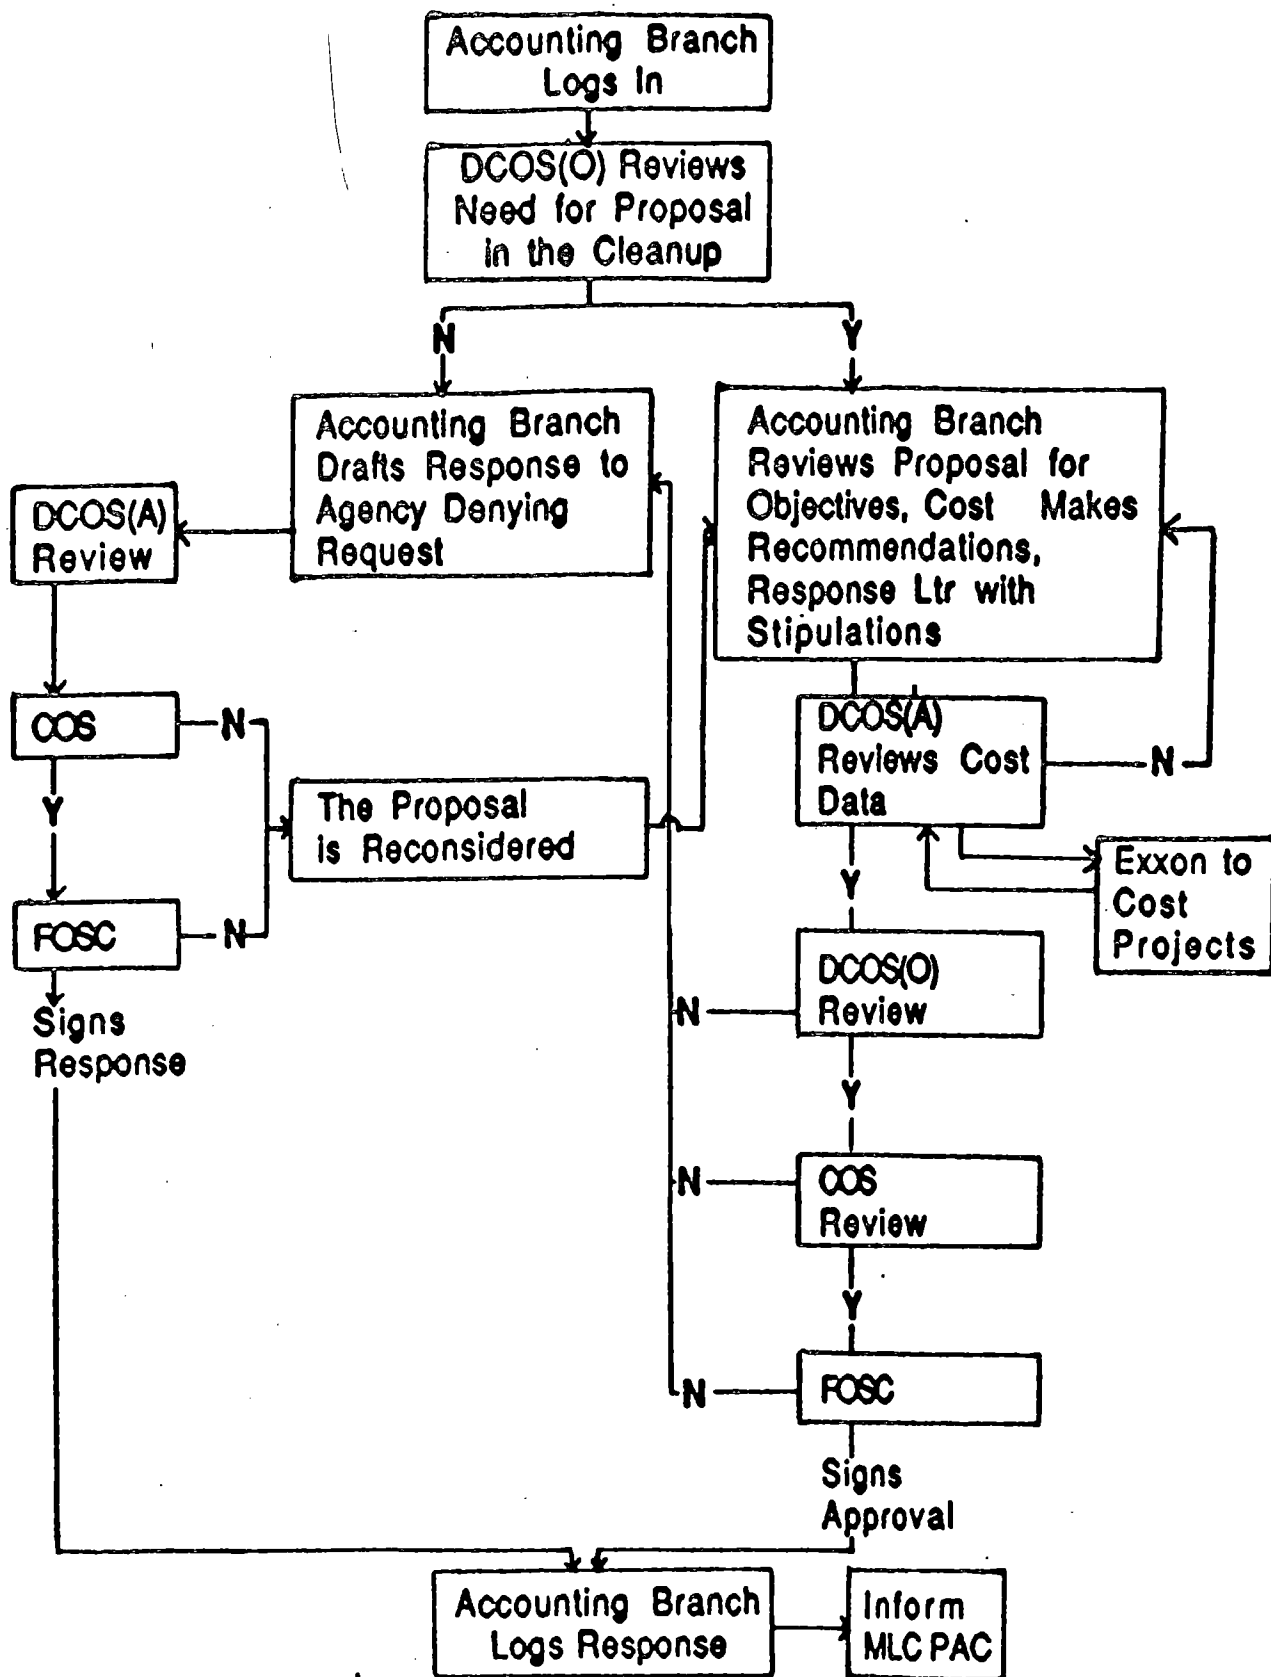 Accounting Branch
Logs In
DCOS(O) Reviews
Need for Proposal
in the Cleanup
N
Y
Accounting Branch
Drafts Response to
Agency Denying
Request
Accounting Branch
Reviews Proposal for
Objectives, Cost Makes
Recommendations,
Response Ltr with
Stipulations
DCOS(A)
Review
COS
N
Y
The Proposal
is Reconsidered
FOSC
N
Signs
Response
DCOS(A)
Reviews Cost
Data
N
Exxon to
Cost
Projects
Y
DCOS(O)
Review
N
Y
COS
Review
N
Y
FOSC
N
Signs
Approval
Accounting Branch
Logs Response
Inform
MLC PAC